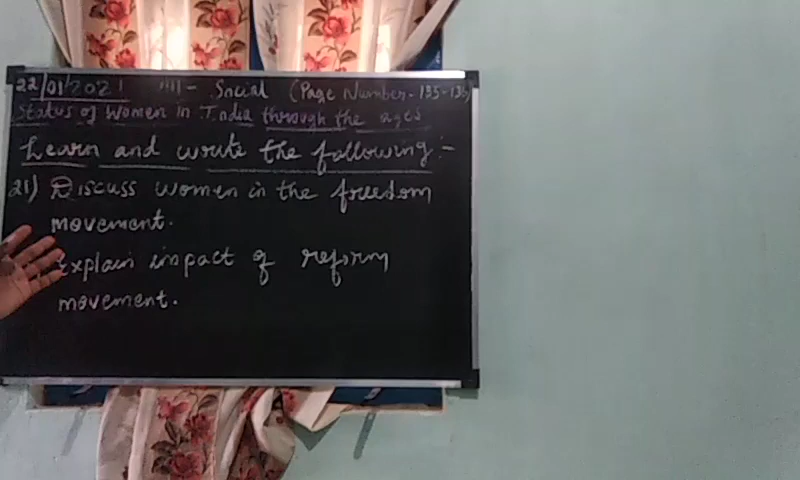 22/01/2021 III - Social (Page Number - 135-136)
Status of Women in India through the ages
Learn and write the following :-
21) Discuss women in the freedom
movement.
Explain impact of reform
movement.